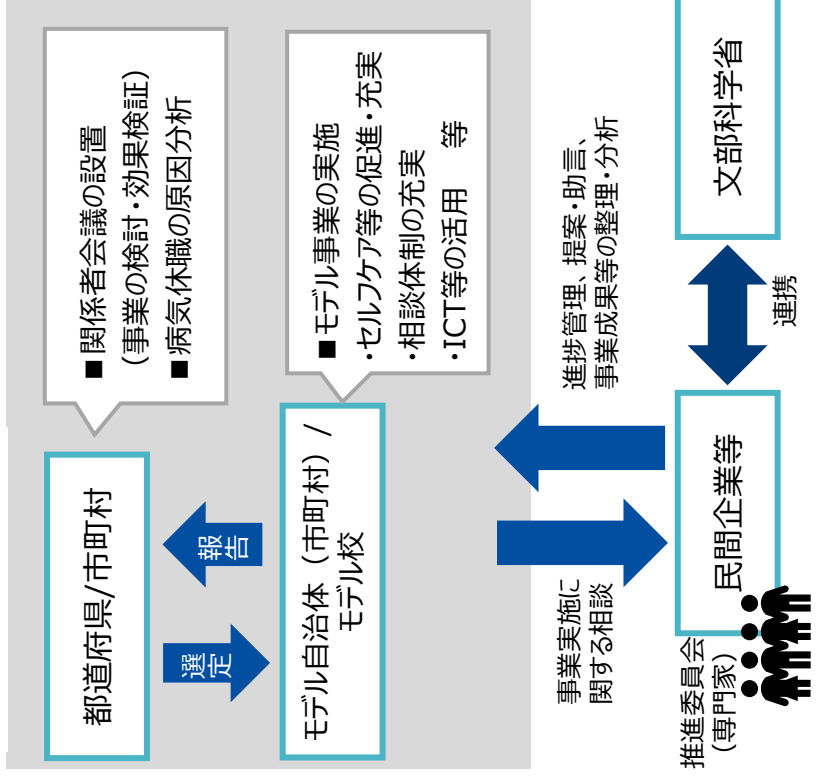 都道府県/市町村
■関係者会議の設置
(事業の検討・効果検証)
■病気休職の原因分析
選定
報告
モデル自治体（市町村）/
モデル校
■モデル事業の実施
・セルフケア等の促進・充実
・相談体制の充実
・ICT等の活用　等
事業実施に
関する相談
進捗管理、提案・助言、
事業成果等の整理・分析
推進委員会
（専門家）
民間企業等
連携
文部科学省